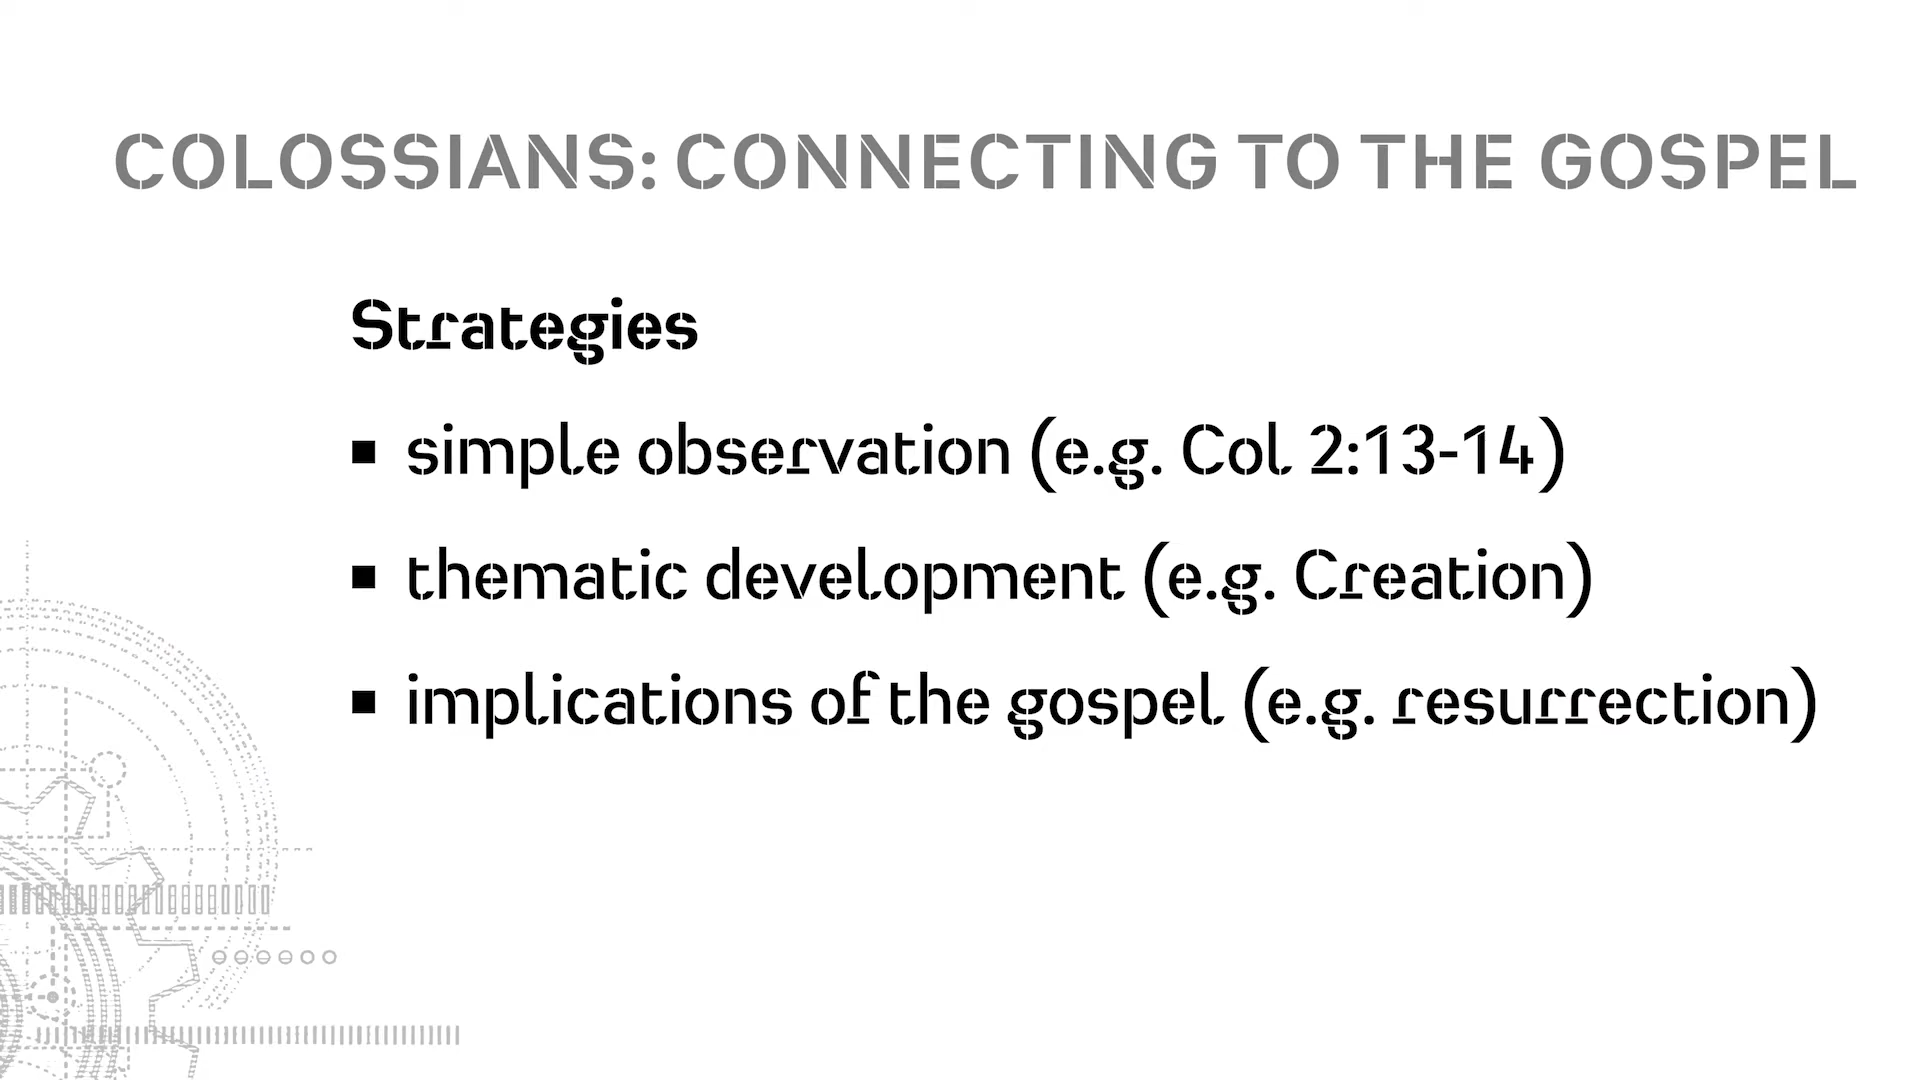 COLOSSIANS: CONNECTING TO THE GOSPEL
Strategies
▪ simple observation (e.g. Col 2:13-14)
▪ thematic development (e.g. Creation)
▪ implications of the gospel (e.g. resurrection)